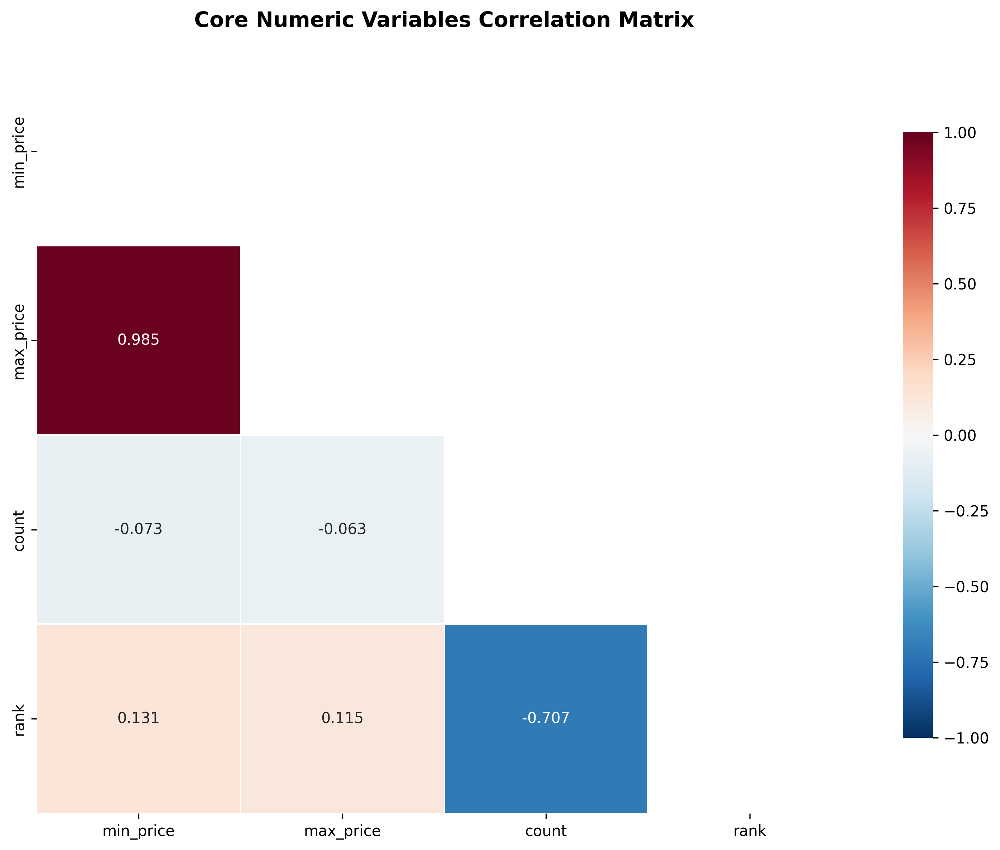 Core Numeric Variables Correlation Matrix
min_price
max_price
count
rank
0.985
-0.073 -0.063
0.131 0.115 -0.707
min_price max_price count rank
1.00
0.75
0.50
0.25
0.00
−0.25
−0.50
−0.75
−1.00